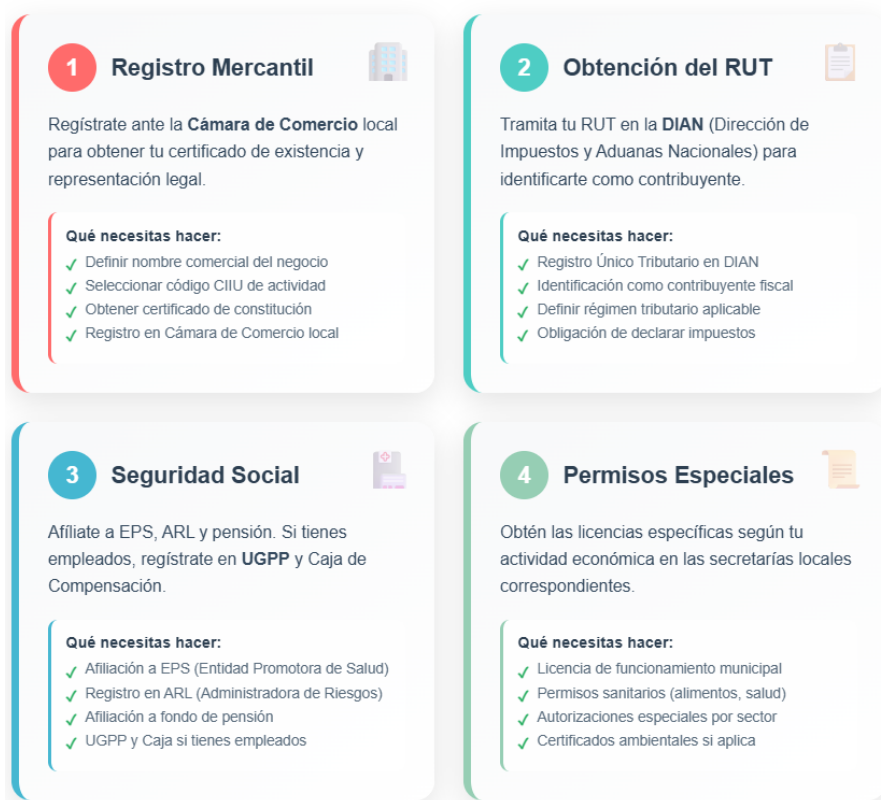 1 Registro Mercantil
Regístrate ante la Cámara de Comercio local
para obtener tu certificado de existencia y
representación legal.
Qué necesitas hacer:
✓ Definir nombre comercial del negocio
✓ Seleccionar código CIIU de actividad
✓ Obtener certificado de constitución
✓ Registro en Cámara de Comercio local
2 Obtención del RUT
Tramita tu RUT en la DIAN (Dirección de
Impuestos y Aduanas Nacionales) para
identificarte como contribuyente.
Qué necesitas hacer:
✓ Registro Único Tributario en DIAN
✓ Identificación como contribuyente fiscal
✓ Definir régimen tributario aplicable
✓ Obligación de declarar impuestos
3 Seguridad Social
Afíliate a EPS, ARL y pensión. Si tienes
empleados, regístrate en UGPP y Caja de
Compensación.
Qué necesitas hacer:
✓ Afiliación a EPS (Entidad Promotora de Salud)
✓ Registro en ARL (Administradora de Riesgos)
✓ Afiliación a fondo de pensión
✓ UGPP y Caja si tienes empleados
4 Permisos Especiales
Obtén las licencias específicas según tu
actividad económica en las secretarías locales
correspondientes.
Qué necesitas hacer:
✓ Licencia de funcionamiento municipal
✓ Permisos sanitarios (alimentos, salud)
✓ Autorizaciones especiales por sector
✓ Certificados ambientales si aplica